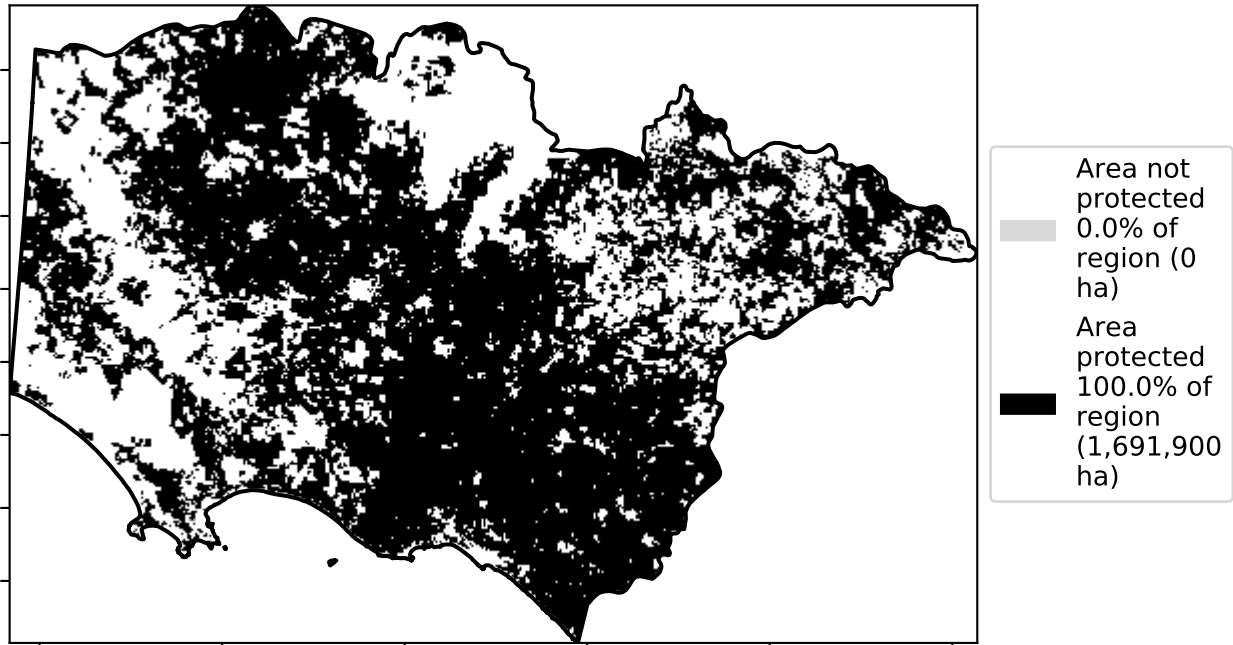 Area not
protected
0.0% of
region (0
ha)
Area
protected
100.0% of
region
(1,691,900
ha)